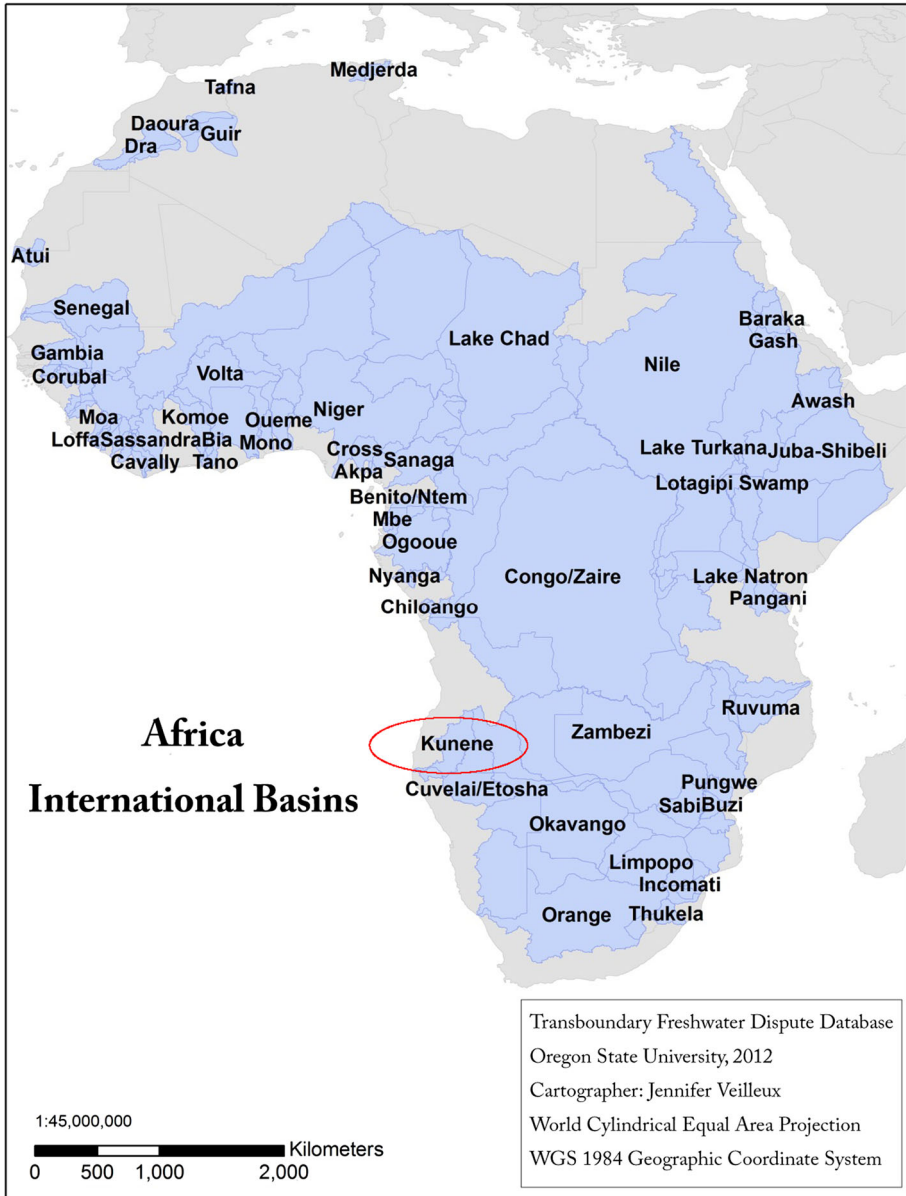 Medjerda
Tafna
Daoura
Guir
Dra
Atui
Senegal
Lake Chad
Baraka
Gash
Gambia
Corubal
Volta
Nile
Awash
Moa
Komoe
Oueme
Niger
Loffa
Sassandra
Bia
Mono
Cavally
Tano
Cross
Akpa
Sanaga
Lake Turkana
Juba-Shibeli
Lotagipi Swamp
Benito/Ntem
Mbe
Ogooue
Nyanga
Congo/Zaire
Lake Natron
Pangani
Chiloango
Ruvuma
Zambezi
Kunene
Africa
International Basins
Cuvelai/Etosha
Pungwe
Sabi
Buzi
Okavango
Limpopo
Incomati
Orange
Thukela
Transboundary Freshwater Dispute Database
Oregon State University, 2012
Cartographer: Jennifer Veilleux
World Cylindrical Equal Area Projection
WGS 1984 Geographic Coordinate System
1:45,000,000
Kilometers
0 500 1,000 2,000